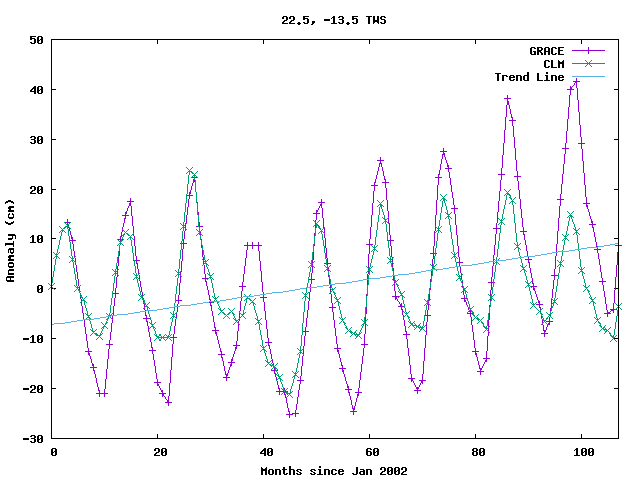 22.5, -13.5 TWS
GRACE
CLM
Trend Line
50
40
30
20
10
0
-10
-20
-30
Anomaly (cm)
0 20 40 60 80 100
Months since Jan 2002